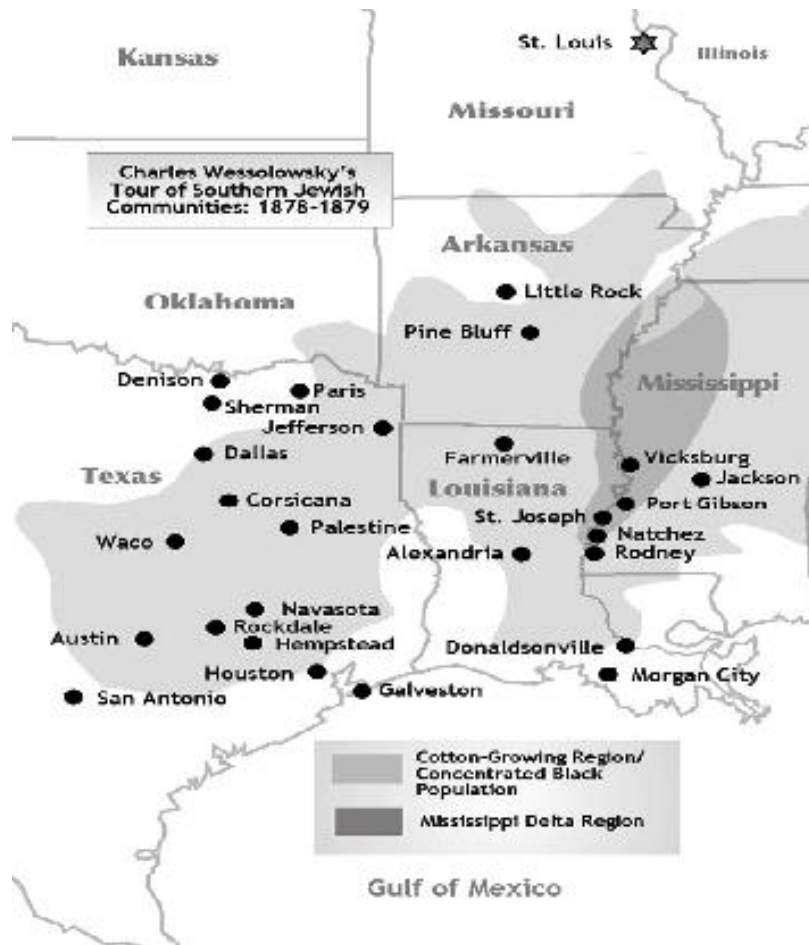 St. Louis
Illinois
Kansas
Missouri
Charles Wessolowsky's
Tour of Southern Jewish
Communities: 1878-1879
Arkansas
Little Rock
Oklahoma
Pine Bluff
Denison
Paris
Mississippi
Sherman
Jefferson
Dallas
Farmerville
Vicksburg
Texas
Louisiana
Jackson
Corsicana
Port Gibson
St. Joseph
Palestine
Natchez
Waco
Alexandria
Rodney
Navasota
Rockdale
Austin
Hempstead
Donaldsonville
Houston
Morgan City
San Antonio
Galveston
Cotton-Growing Region/
Concentrated Black
Population
Mississippi Delta Region
Gulf of Mexico